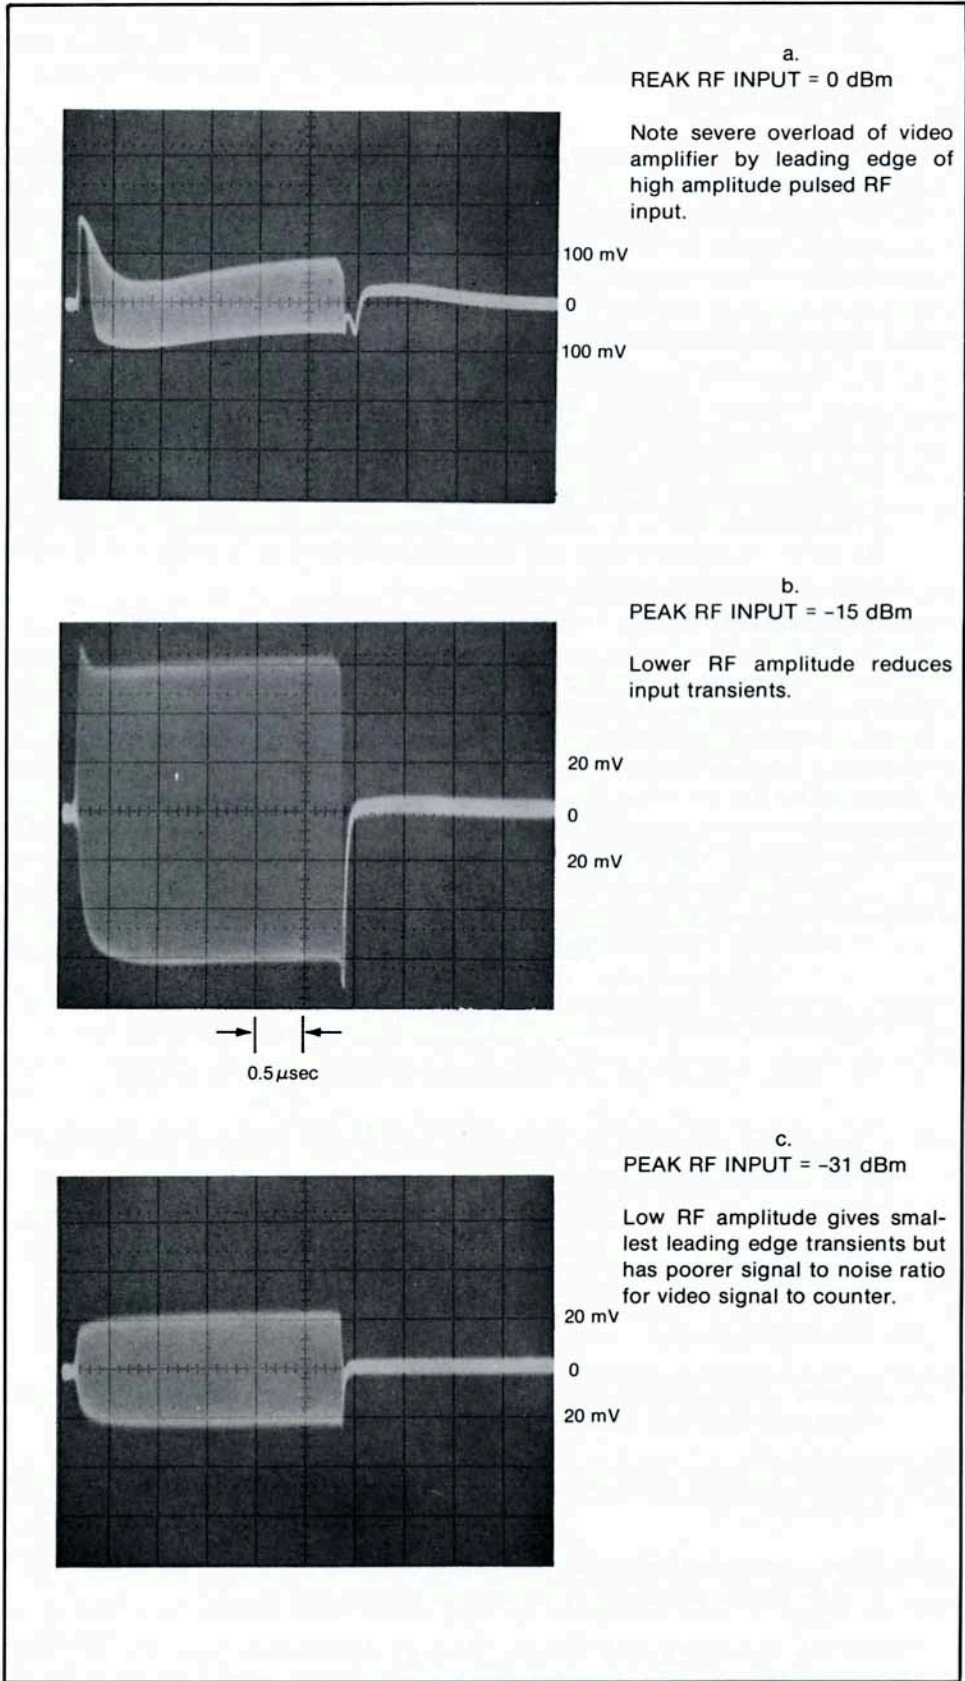 a.
REAK RF INPUT = 0 dBm
Note severe overload of video
amplifier by leading edge of
high amplitude pulsed RF
input.
100 mV
0
100 mV
b.
PEAK RF INPUT = –15 dBm
Lower RF amplitude reduces
input transients.
20 mV
0
20 mV
0.5 μsec
c.
PEAK RF INPUT = –31 dBm
Low RF amplitude gives smal-
lest leading edge transients but
has poorer signal to noise ratio
for video signal to counter.
20 mV
0
20 mV